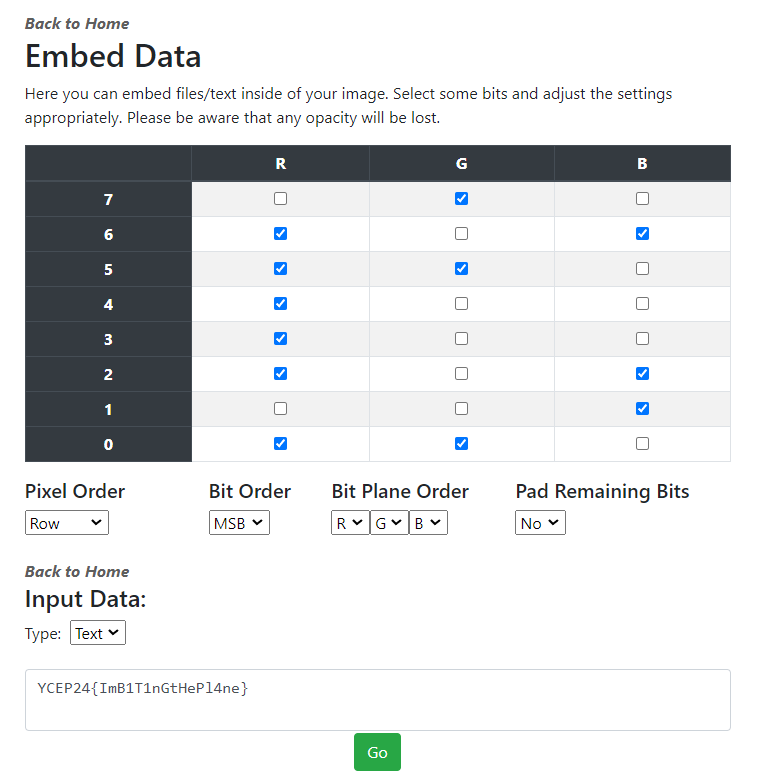 Back to Home
Embed Data
Here you can embed files/text inside of your image. Select some bits and adjust the settings
appropriately. Please be aware that any opacity will be lost.
R G B
7
6
5
4
3
2
1
0
Pixel Order Bit Order Bit Plane Order Pad Remaining Bits
Row MSB R G B No
Back to Home
Input Data:
Type: Text
YCEP24{ImB1T1nGtHePl4ne}
Go